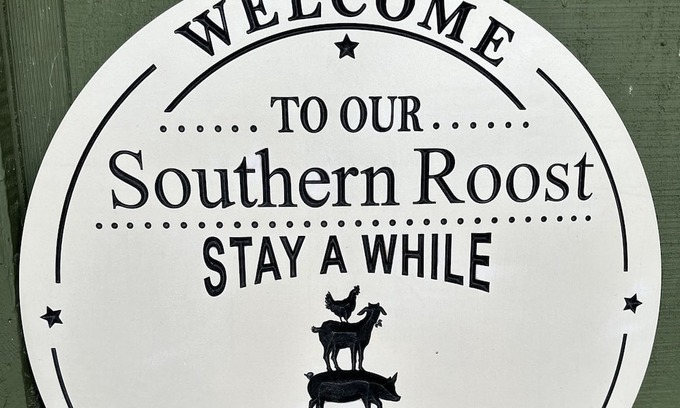 WELCOME
TO OUR
Southern Roost
STAY A WHILE